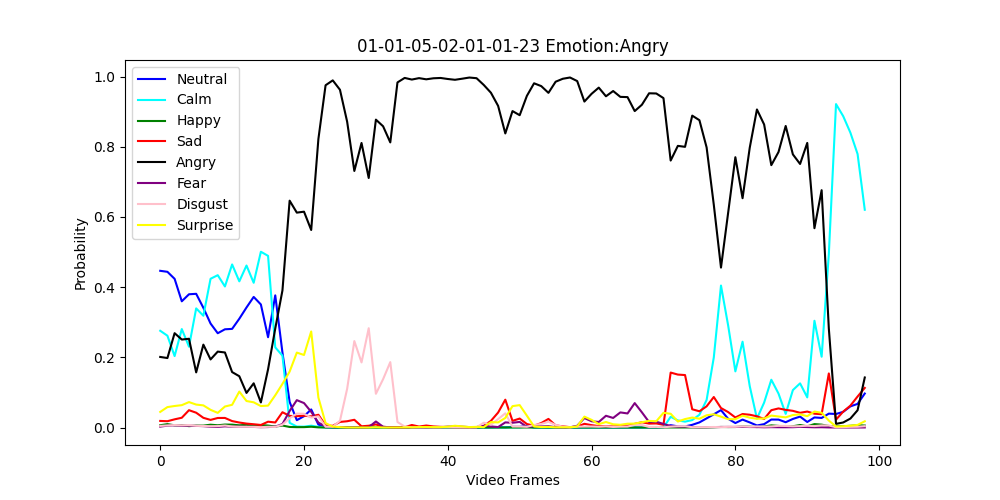 01-01-05-02-01-01-23 Emotion:Angry
Neutral
Calm
Happy
Sad
Angry
Fear
Disgust
Surprise
Probability
1.0
0.8
0.6
0.4
0.2
0.0
0
20
40
60
80
100
Video Frames